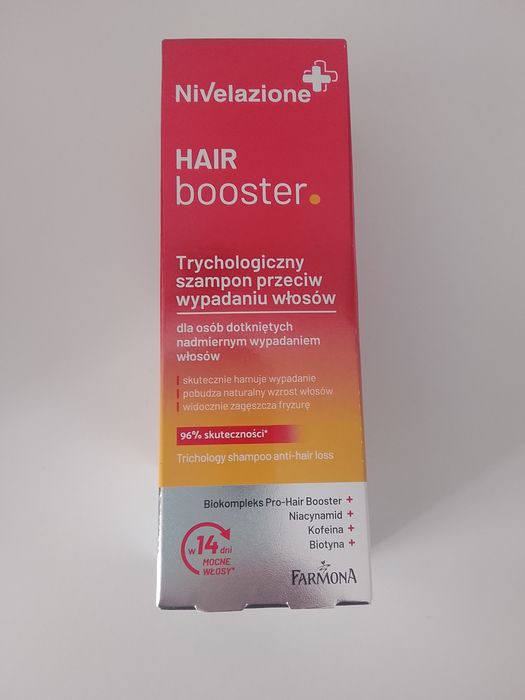 Nivelazione
HAIR
booster.
Trychologiczny
szampon przeciw
wypadaniu włosów
dla osób dotkniętych
nadmiernym wypadaniem
włosów
skutecznie hamuje wypadanie
pobudza naturalny wzrost włosów
widocznie zagęszcza fryzurę
96% skuteczności*
Trichology shampoo anti-hair loss
Biokompleks Pro-Hair Booster +
Niacynamid +
Kofeina +
Biotyna +
w 14 dni
MOCNE
WŁOSY*
FARMONA